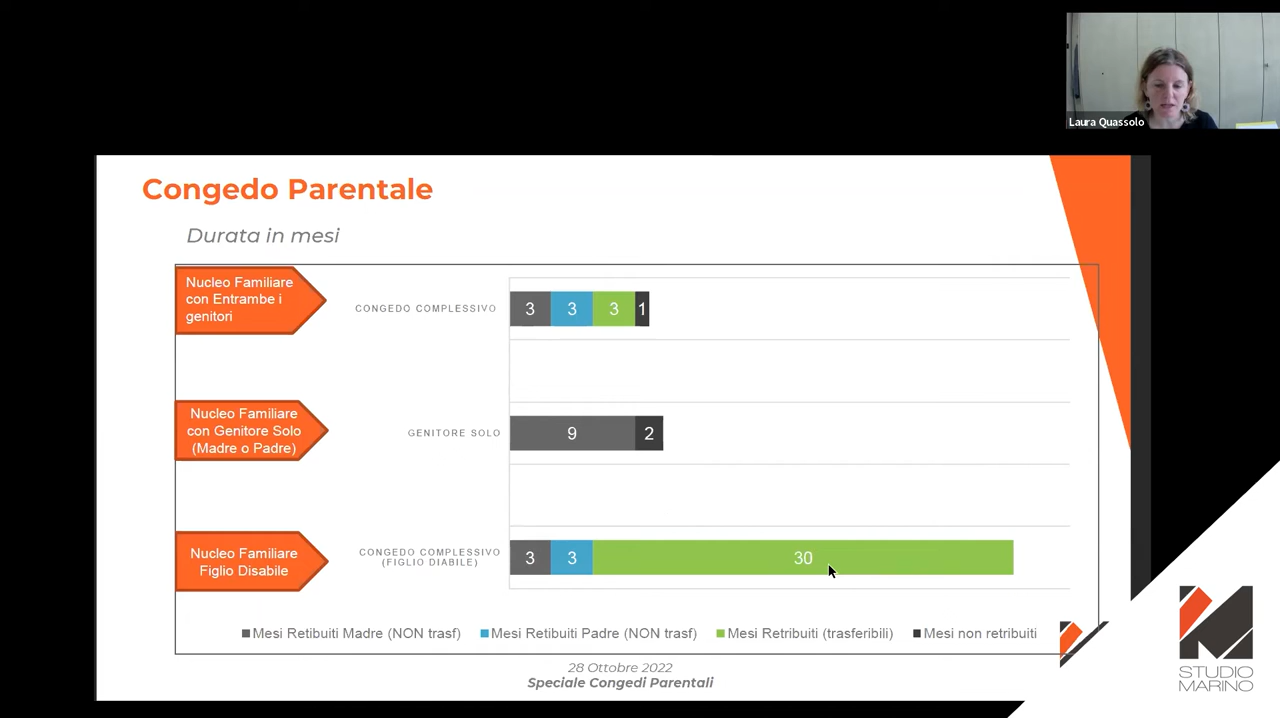 Laura Quassolo
Congedo Parentale
Durata in mesi
Nucleo Familiare
con Entrambe i
genitori
CONGEDO COMPLESSIVO
3 3 3 1
Nucleo Familiare
con Genitore Solo
(Madre o Padre)
GENITORE SOLO
9 2
Nucleo Familiare
Figlio Disabile
CONGEDO COMPLESSIVO
(FIGLIO DIABILE)
3 3 30
Mesi Retibuiti Madre (NON trasf) Mesi Retibuiti Padre (NON trasf) Mesi Retribuiti (trasferibili) Mesi non retribuiti
28 Ottobre 2022
Speciale Congedi Parentali
STUDIO
MARINO